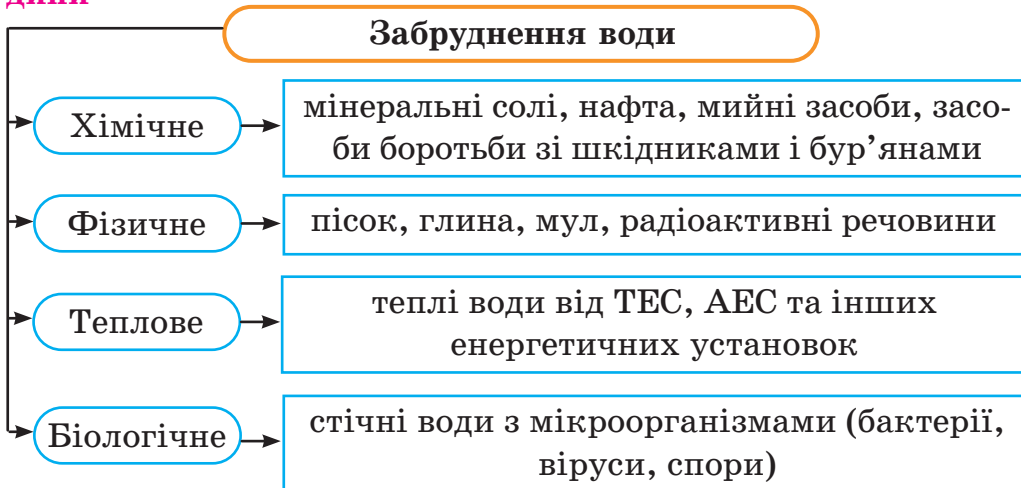 дини
Забруднення води
Хімічне
мінеральні солі, нафта, мийні засоби, засо-
би боротьби зі шкідниками і бур’янами
Фізичне
пісок, глина, мул, радіоактивні речовини
Теплове
теплі води від ТЕС, АЕС та інших
енергетичних установок
Біологічне
стічні води з мікроорганізмами (бактерії,
віруси, спори)